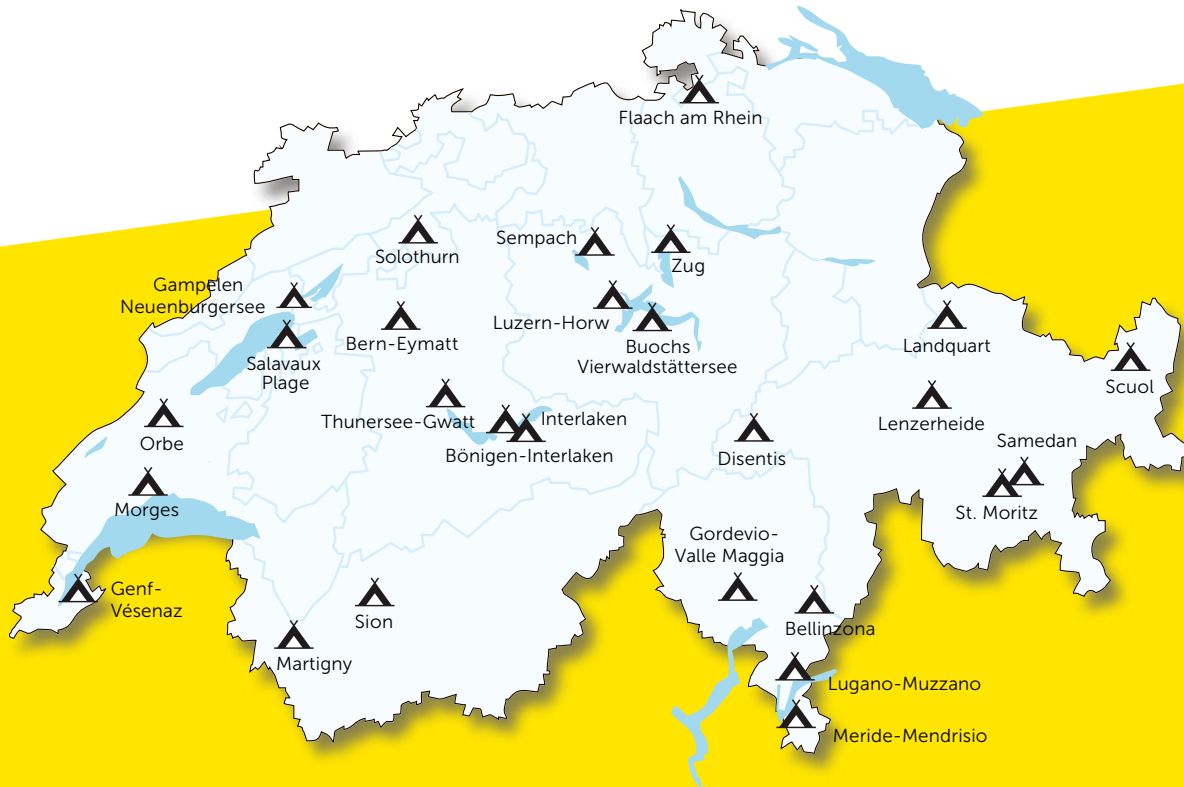 Flaach am Rhein
Solothurn
Sempach
Zug
Gampelen
Neuenburgersee
Luzern-Horw
Bern-Eymatt
Buochs
Vierwaldstättersee
Landquart
Salavaux
Plage
Scuol
Thunersee-Gwatt
Interlaken
Lenzerheide
Orbe
Bönigen-Interlaken
Disentis
Samedan
Morges
St. Moritz
Gordevio-
Valle Maggia
Genf-
Vésenaz
Sion
Bellinzona
Martigny
Lugano-Muzzano
Meride-Mendrisio